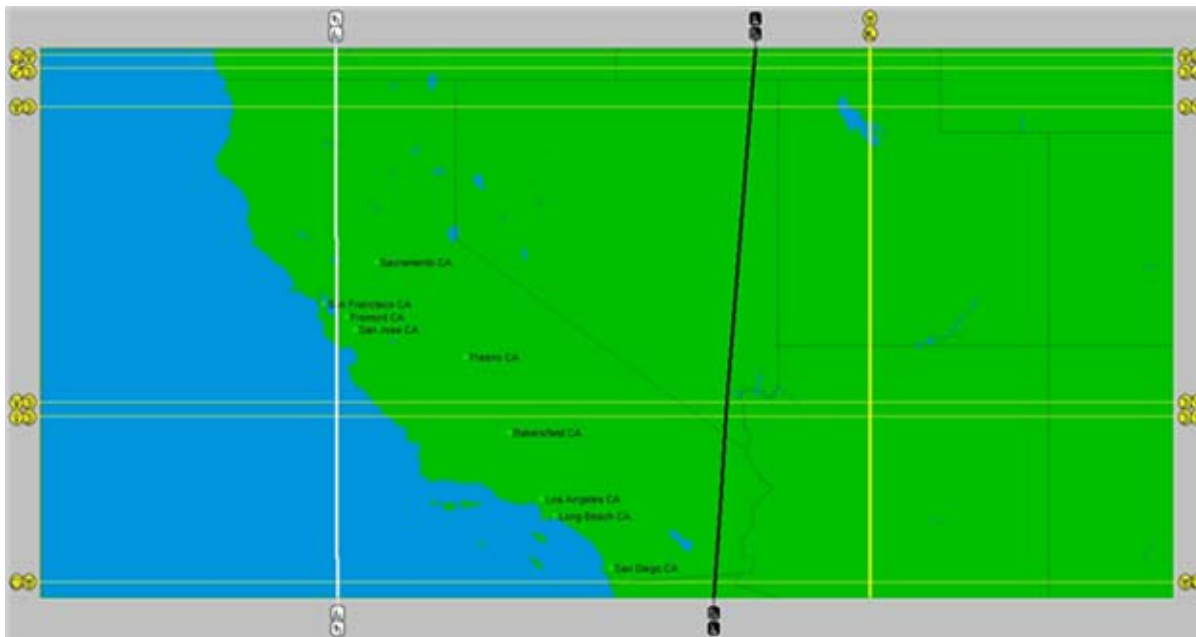 Sacramento CA
San Francisco CA
Fremont CA
San Jose CA
Fresno CA
Bakersfield CA
Los Angeles CA
Long Beach CA
San Diego CA